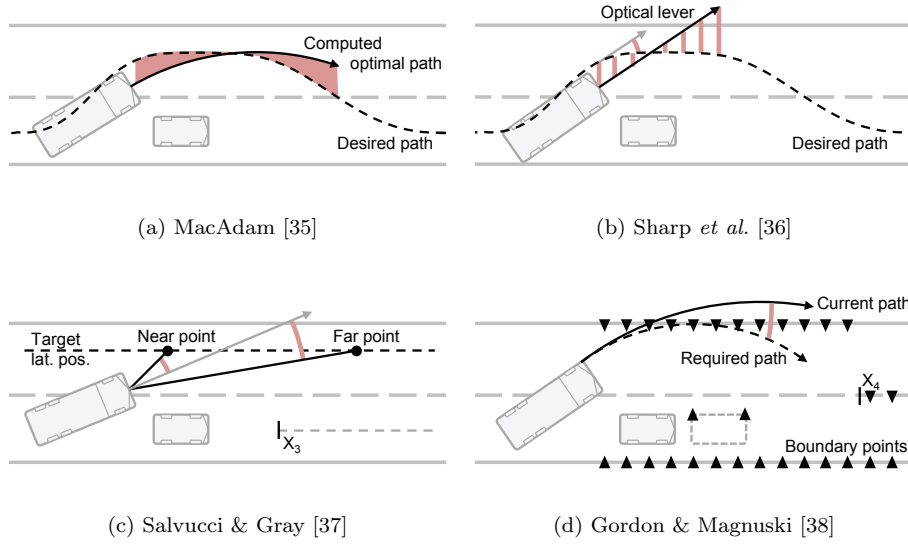 Computed
optimal path
Desired path
(a) MacAdam [35]
Optical lever
Desired path
(b) Sharp et al. [36]
Target
lat. pos.
Near point
Far point
X3
(c) Salvucci & Gray [37]
Current path
Required path
X4
Boundary points
(d) Gordon & Magnuski [38]